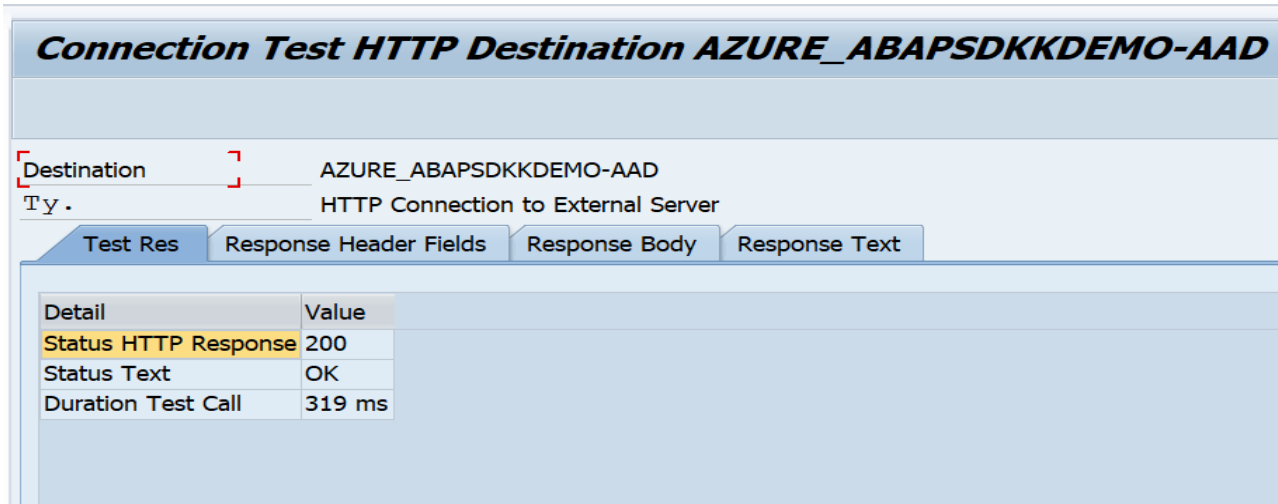 Connection Test HTTP Destination AZURE_ABAPSDKKDEMO-AAD
Destination AZURE_ABAPSDKKDEMO-AAD
Ty. HTTP Connection to External Server
Test Res Response Header Fields Response Body Response Text
Detail Value
Status HTTP Response 200
Status Text OK
Duration Test Call 319 ms